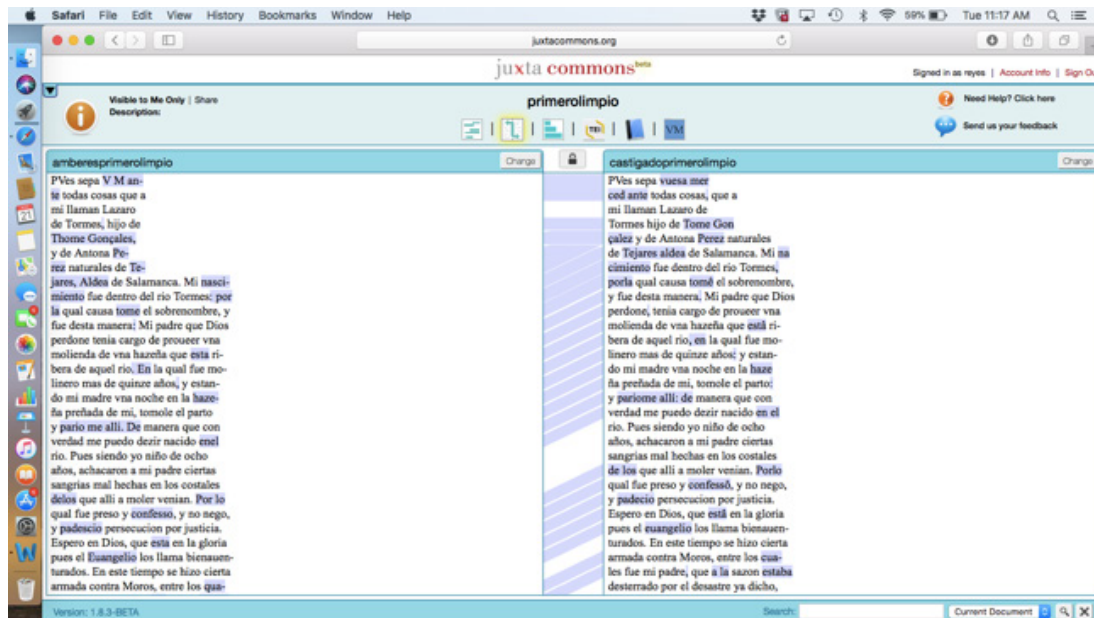 Safari File Edit View History Bookmarks Window Help 59% Tue 11:17 AM
juxtacommons.org
juxta commons beta
Signed in as reyes | Account Info | Sign Ou
Visible to Me Only | Share
Description:
primerolimpio
Need Help? Click here
Send us your feedback
TEI
VM
amberesprimerolimpio
Change
PVes sepa V M an-
te todas cosas que a
mi llaman Lazaro
de Tormes, hijo de
Thome Gonçales,
y de Antona Pe-
rez naturales de Te-
jares, Aldea de Salamanca. Mi nasci-
miento fue dentro del rio Tormes: por
la qual causa tome el sobrenombre, y
fue desta manera: Mi padre que Dios
perdone tenia cargo de proueer vna
molienda de vna hazeña que esta ri-
bera de aquel rio. En la qual fue mo-
linero mas de quinze años, y estan-
do mi madre vna noche en la haze-
ña preñada de mi, tomole el parto
y pario me alli. De manera que con
verdad me puedo dezir nacido enel
rio. Pues siendo yo niño de ocho
años, achacaron a mi padre ciertas
sangrias mal hechas en los costales
delos que alli a moler venian. Por lo
qual fue preso y confesso, y no nego,
y padescio persecucion por justicia.
Espero en Dios, que esta en la gloria
pues el Euangelio los llama bienauen-
turados. En este tiempo se hizo cierta
armada contra Moros, entre los qua-
castigadoprimerolimpio
Change
PVes sepa vuesa mer
ced ante todas cosas, que a
mi llaman Lazaro de
Tormes hijo de Tome Gon
çalez y de Antona Perez naturales
de Tejares aldea de Salamanca. Mi na
cimiento fue dentro del rio Tormes,
porla qual causa tomê el sobrenombre,
y fue desta manera. Mi padre que Dios
perdone, tenia cargo de proueer vna
molienda de vna hazeña que estâ ri-
bera de aquel rio, en la qual fue mo-
linero mas de quinze años: y estan-
do mi madre vna noche en la haze
ña preñada de mi, tomole el parto:
y pariome alli: de manera que con
verdad me puedo dezir nacido en el
rio. Pues siendo yo niño de ocho
años, achacaron a mi padre ciertas
sangrias mal hechas en los costales
de los que alli a moler venian. Porlo
qual fue preso y confessô, y no nego,
y padecio persecucion por justicia.
Espero en Dios, que estâ en la gloria
pues el euangelio los llama bienauen-
turados. En este tiempo se hizo cierta
armada contra Moros, entre los cua-
les fue mi padre, que a la sazon estaba
desterrado por el desastre ya dicho,
Version: 1.8.3-BETA
Search:
Current Document
21